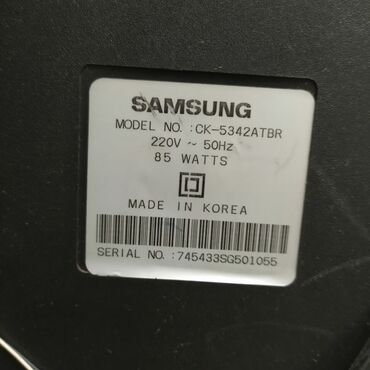 SAMSUNG
MODEL NO. :CK-5342ATBR
220V ~ 50Hz
85 WATTS
MADE IN KOREA
SERIAL NO. :745433SG501055